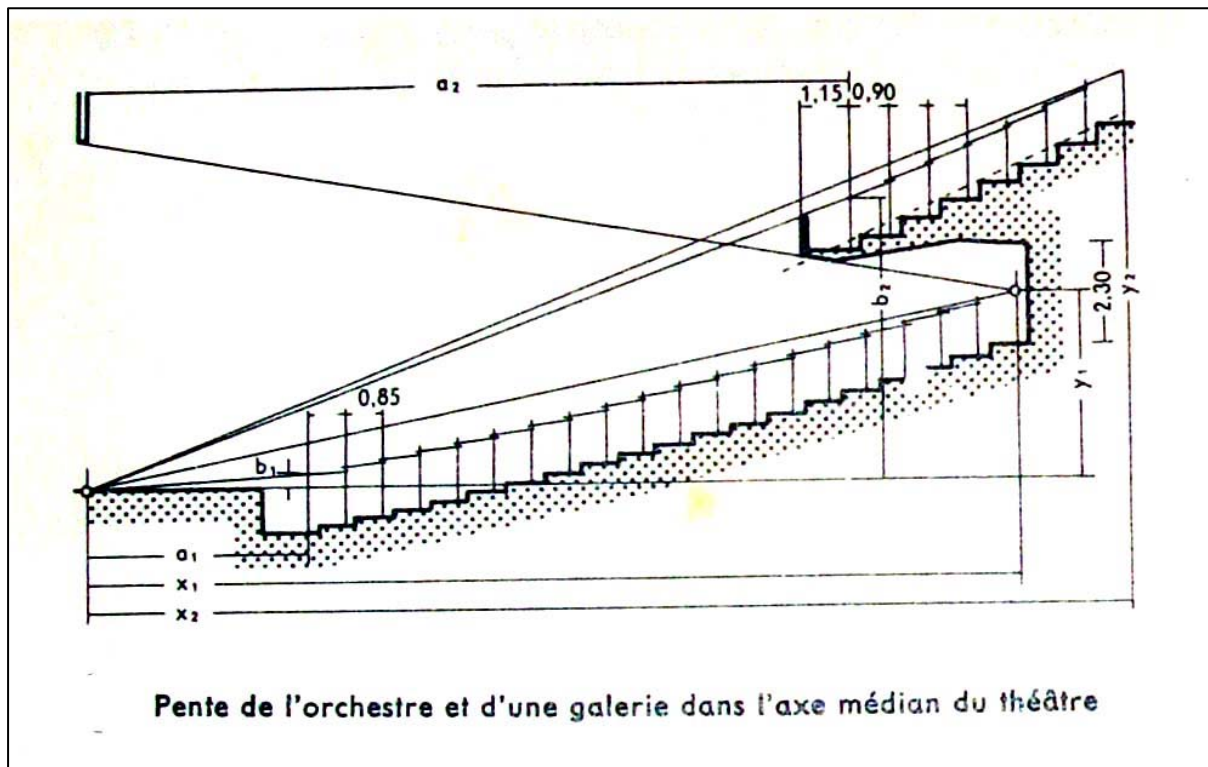 a₂
1,15 0,90
b₂
2.30
y₂
y₁
0,85
b₁
a₁
x₁
x₂
Pente de l'orchestre et d'une galerie dans l'axe médian du théâtre